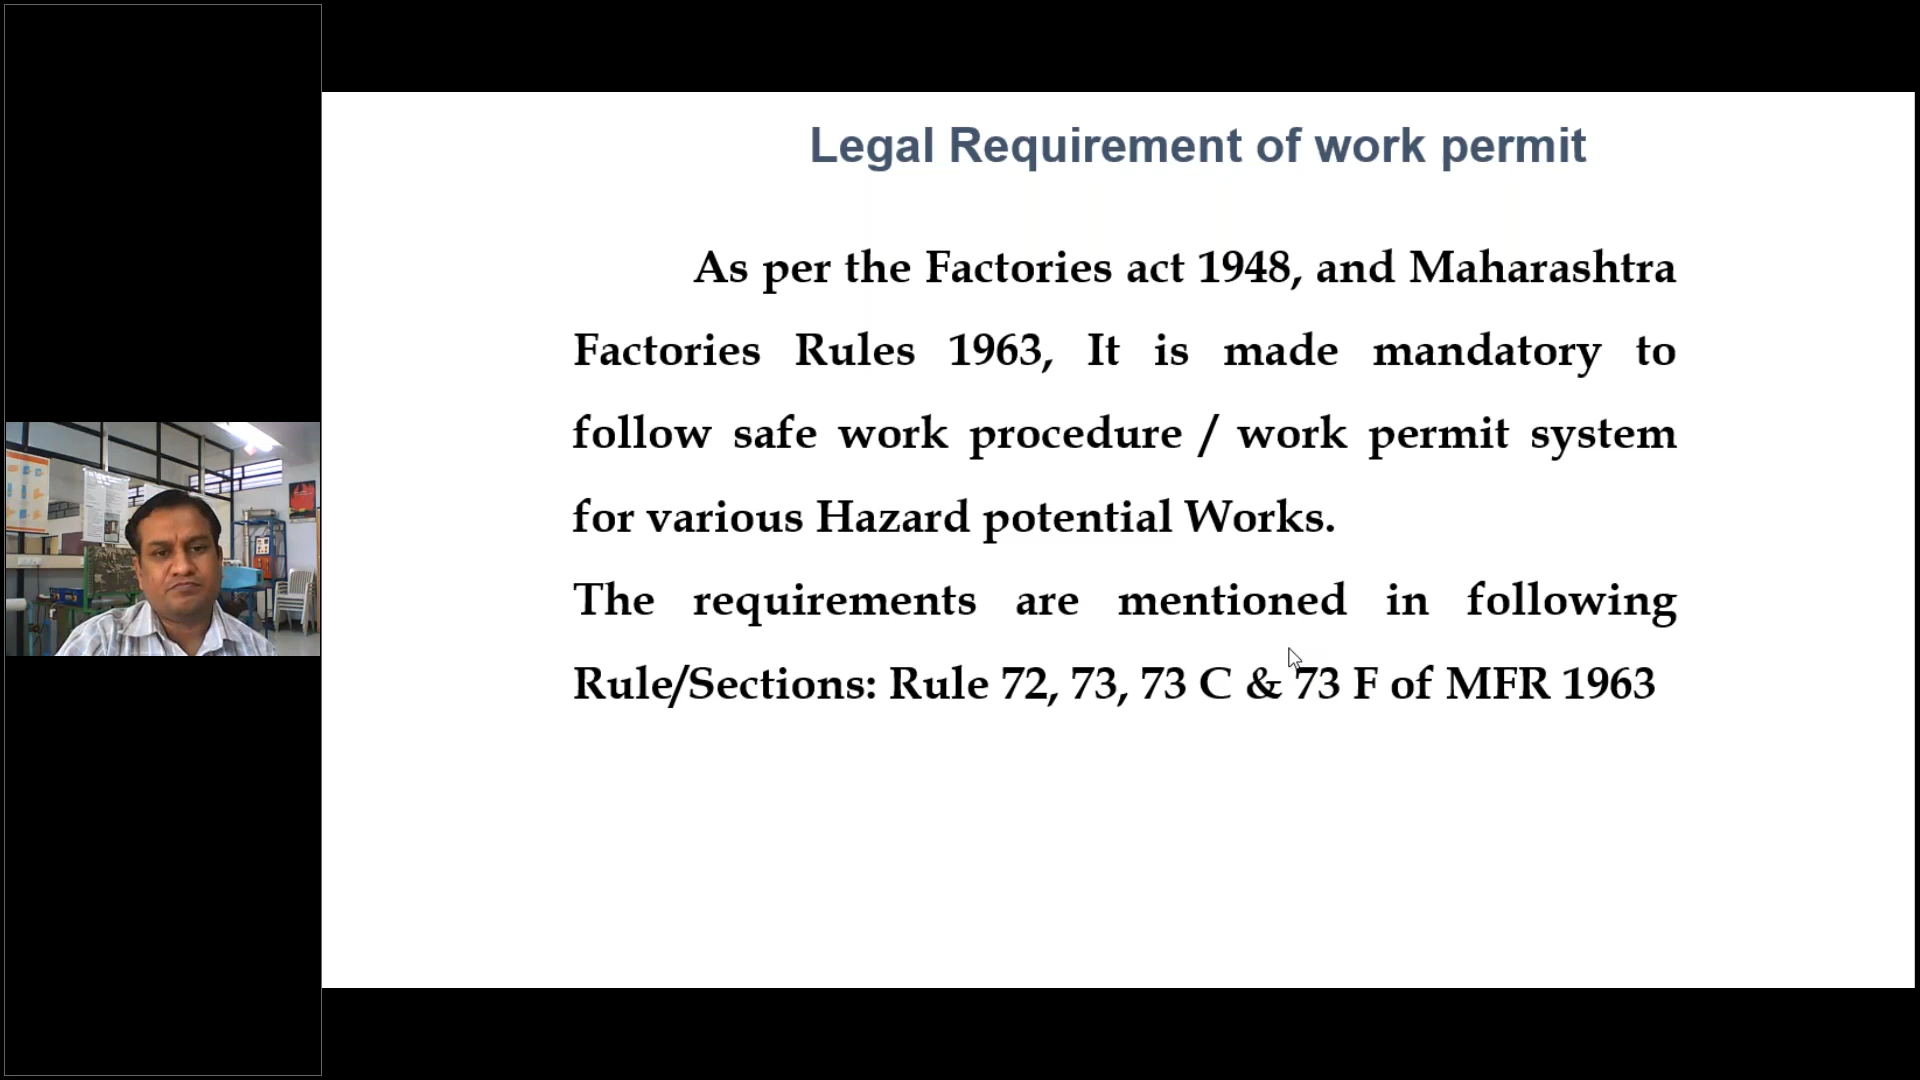 Legal Requirement of work permit
As per the Factories act 1948, and Maharashtra
Factories Rules 1963, It is made mandatory to
follow safe work procedure / work permit system
for various Hazard potential Works.
The requirements are mentioned in following
Rule/Sections: Rule 72, 73, 73 C & 73 F of MFR 1963